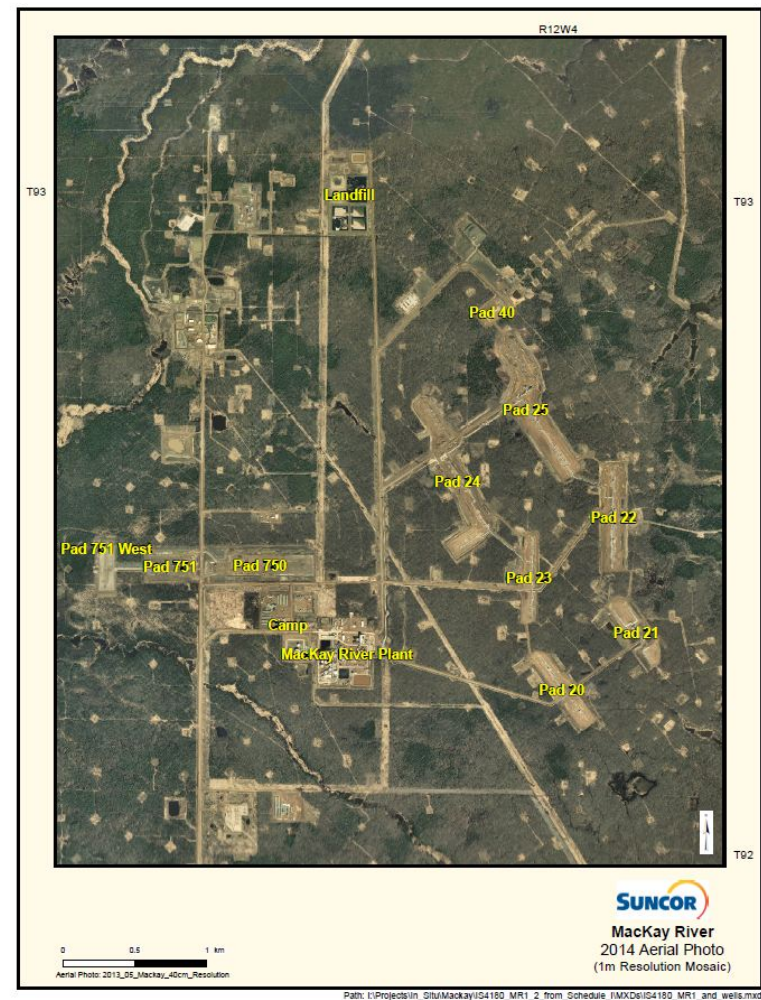 R12W4
T93
T93
Landfill
Pad 40
Pad 25
Pad 24
Pad 22
Pad 751 West
Pad 751
Pad 750
Pad 23
Camp
Pad 21
MacKay River Plant
Pad 20
T92
SUNCOR
MacKay River
2014 Aerial Photo
(1m Resolution Mosaic)
0 0.5 1 km
Aerial Photo: 2013_05_Mackay_40cm_Resolution
Path: I:\Projects\In_Situ\Mackay\IS4180_MR1_2_from_Schedule_I\MXDs\IS4180_MR1_and_wells.mxd